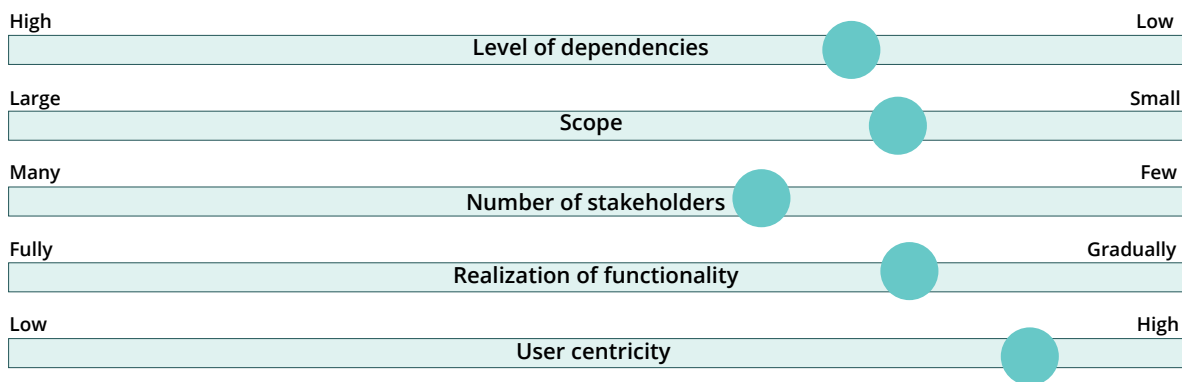 High Low
Level of dependencies
Large Small
Scope
Many Few
Number of stakeholders
Fully Gradually
Realization of functionality
Low High
User centricity